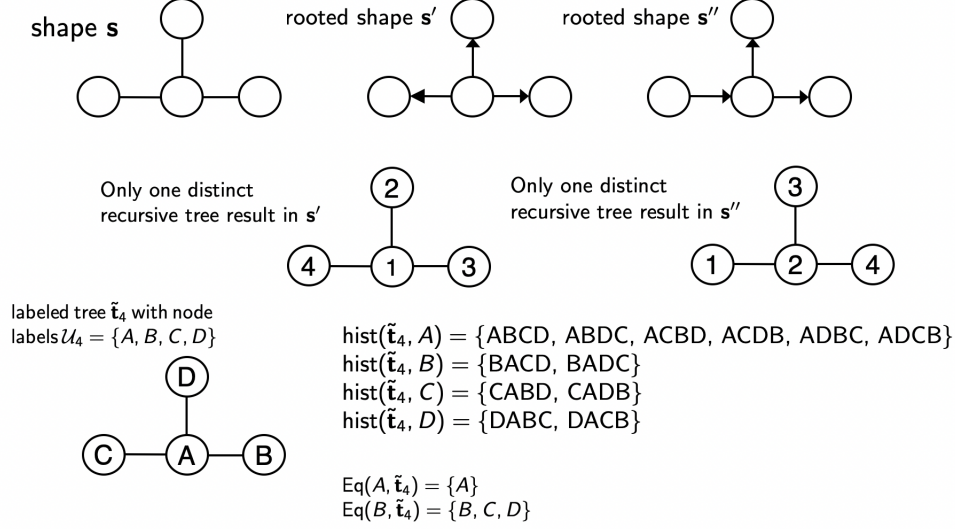 shape s
rooted shape s′
rooted shape s′′
Only one distinct
recursive tree result in s′
2
4 1 3
Only one distinct
recursive tree result in s′′
3
1 2 4
labeled tree t̃₄ with node
labels 𝒰₄ = {A, B, C, D}
D
C A B
hist(t̃₄, A) = {ABCD, ABDC, ACBD, ACDB, ADBC, ADCB}
hist(t̃₄, B) = {BACD, BADC}
hist(t̃₄, C) = {CABD, CADB}
hist(t̃₄, D) = {DABC, DACB}
Eq(A, t̃₄) = {A}
Eq(B, t̃₄) = {B, C, D}